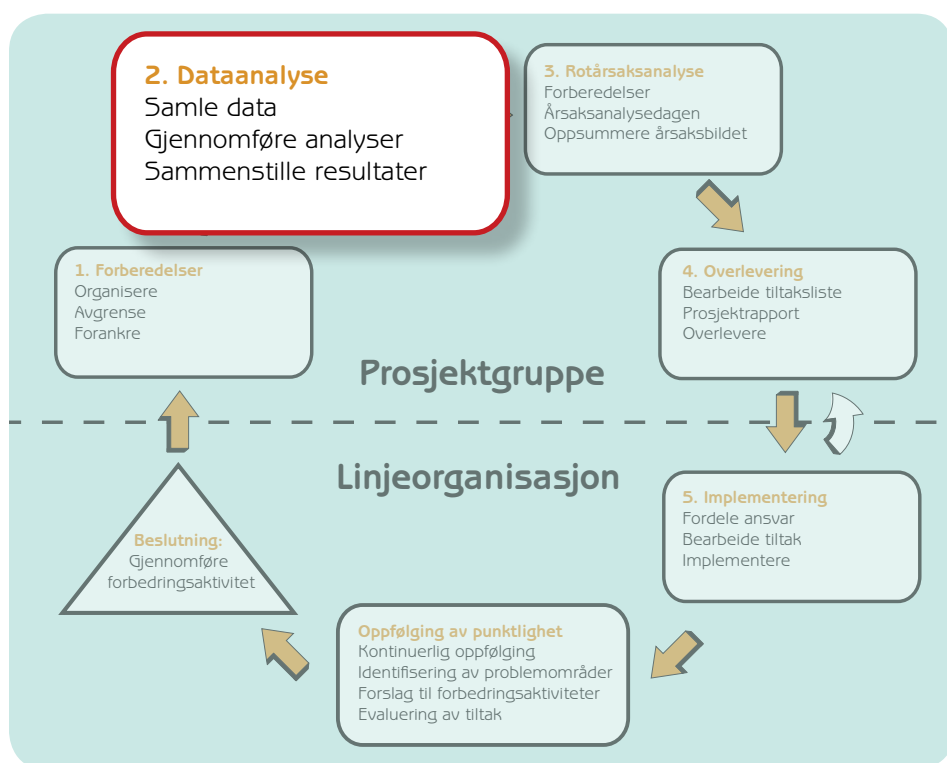 2. Dataanalyse
Samle data
Gjennomføre analyser
Sammenstille resultater
3. Rotårsaksanalyse
Forberedelser
Årsaksanalysedagen
Oppsummere årsaksbildet
1. Forberedelser
Organisere
Avgrense
Forankre
4. Overlevering
Bearbeide tiltaksliste
Prosjektrapport
Overlevere
Prosjektgruppe
Linjeorganisasjon
Beslutning:
Gjennomføre
forbedringsaktivitet
5. Implementering
Fordele ansvar
Bearbeide tiltak
Implementere
Oppfølging av punktlighet
Kontinuerlig oppfølging
Identifisering av problemområder
Forslag til forbedringsaktiviteter
Evaluering av tiltak